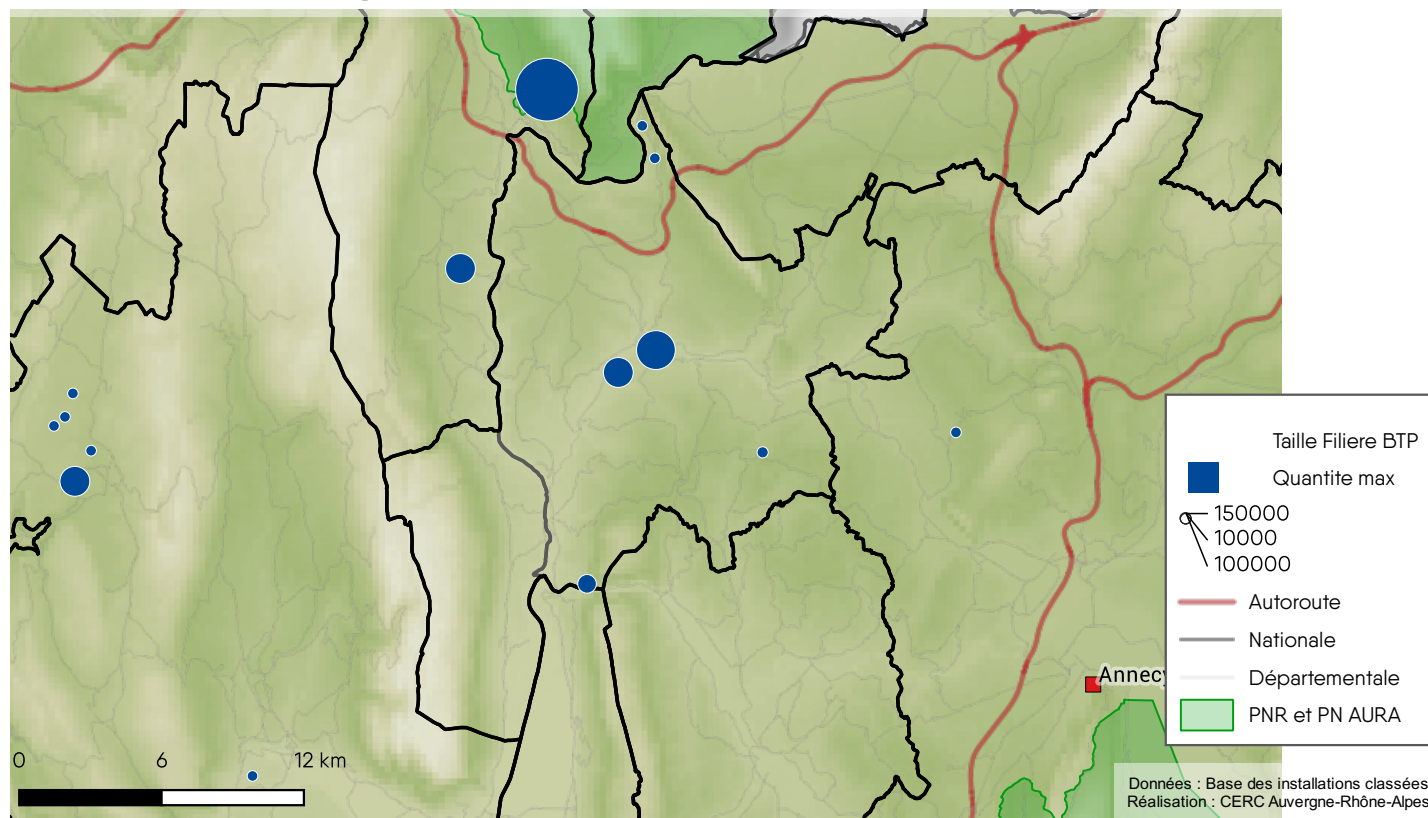 Taille Filiere BTP
Quantite max
150000
10000
100000
Autoroute
Nationale
Départementale
PNR et PN AURA
Annecy
0 6 12 km
Données : Base des installations classées
Réalisation : CERC Auvergne-Rhône-Alpes